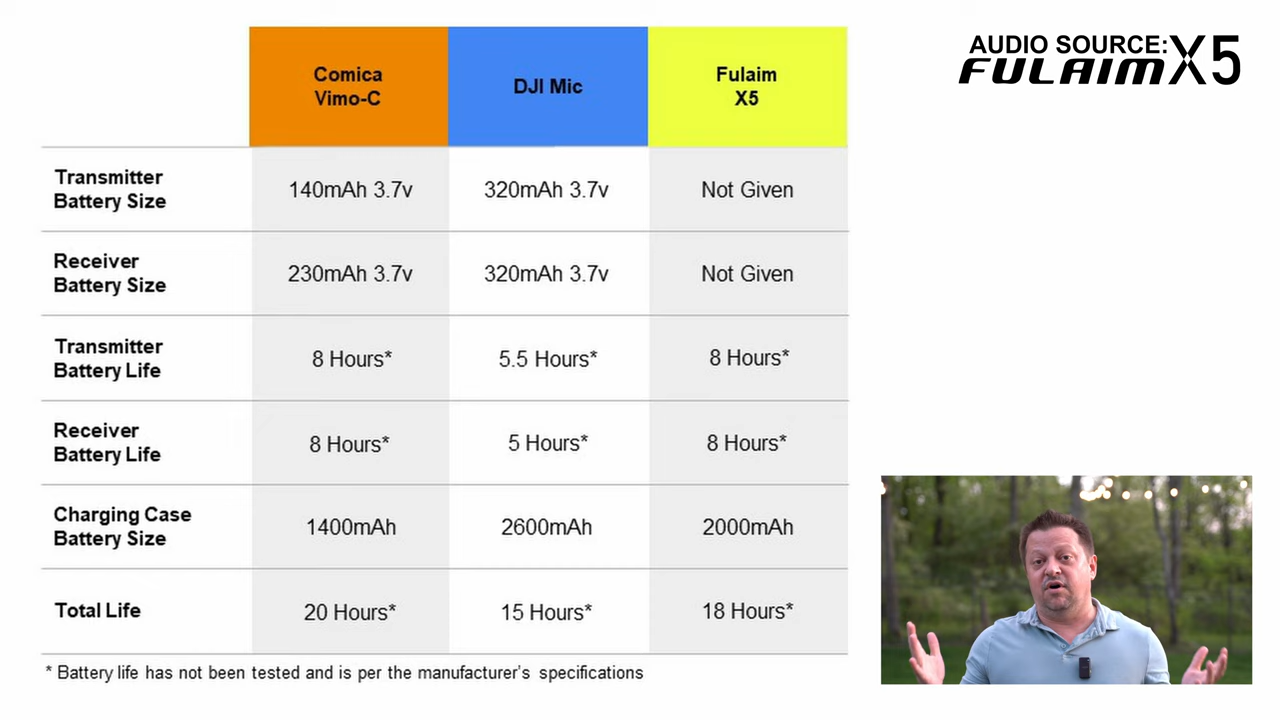 AUDIO SOURCE:
FULAIM X5
Comica
Vimo-C
DJI Mic
Fulaim
X5
Transmitter
Battery Size
140mAh 3.7v
320mAh 3.7v
Not Given
Receiver
Battery Size
230mAh 3.7v
320mAh 3.7v
Not Given
Transmitter
Battery Life
8 Hours*
5.5 Hours*
8 Hours*
Receiver
Battery Life
8 Hours*
5 Hours*
8 Hours*
Charging Case
Battery Size
1400mAh
2600mAh
2000mAh
Total Life
20 Hours*
15 Hours*
18 Hours*
* Battery life has not been tested and is per the manufacturer's specifications